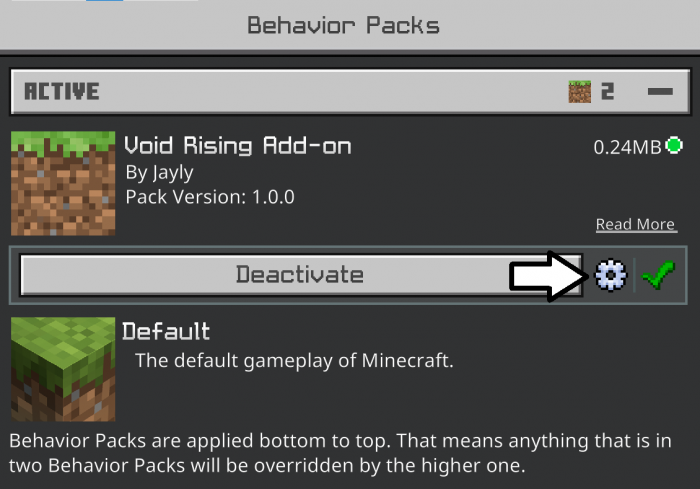 Behavior Packs
ACTIVE 2
Void Rising Add-on
0.24MB
By Jayly
Pack Version: 1.0.0
Read More
Deactivate
Default
The default gameplay of Minecraft.
Behavior Packs are applied bottom to top. That means anything that is in
two Behavior Packs will be overridden by the higher one.